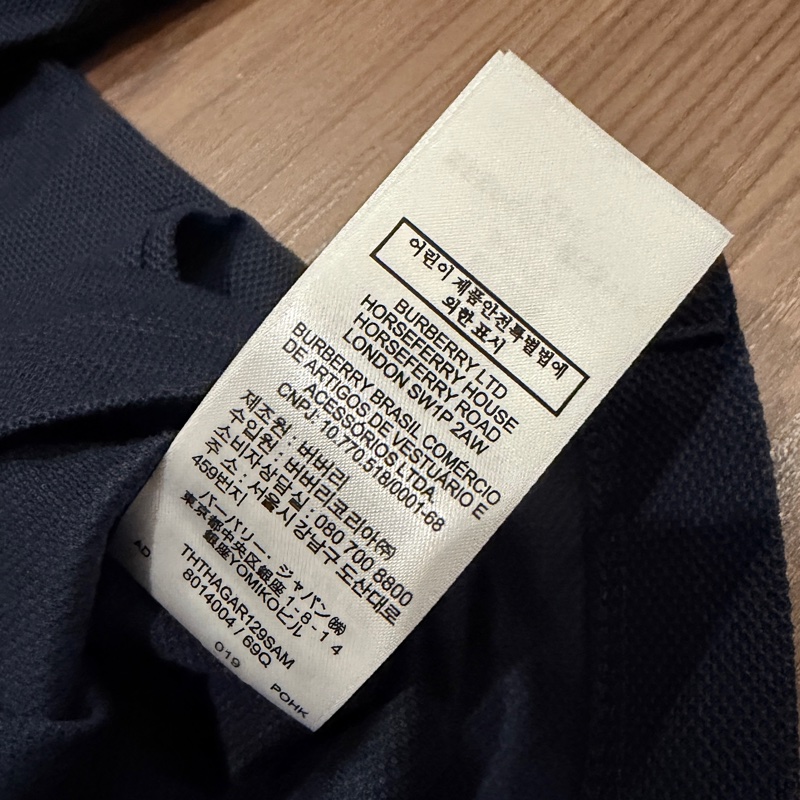 어린이 제품안전특별법에
의한 표시
BURBERRY LTD
HORSEFERRY HOUSE
HORSEFERRY ROAD
LONDON SW1P 2AW
BURBERRY BRASIL COMÉRCIO
DE ARTIGOS DE VESTUÁRIO E
ACESSÓRIOS LTDA.
CNPJ: 10.770.518/0001-68
제조원 : 버버리
수입원 : 버버리코리아㈜
소비자상담실 : 080 700 8800
주 소 : 서울시 강남구 도산대로
459번지
バーバリー・ジャパン㈱
東京都中央区銀座1-8-14
銀座YOMIKOビル
THTHAGAR129SAM
8014004 / 69Q
AD
019
POHK